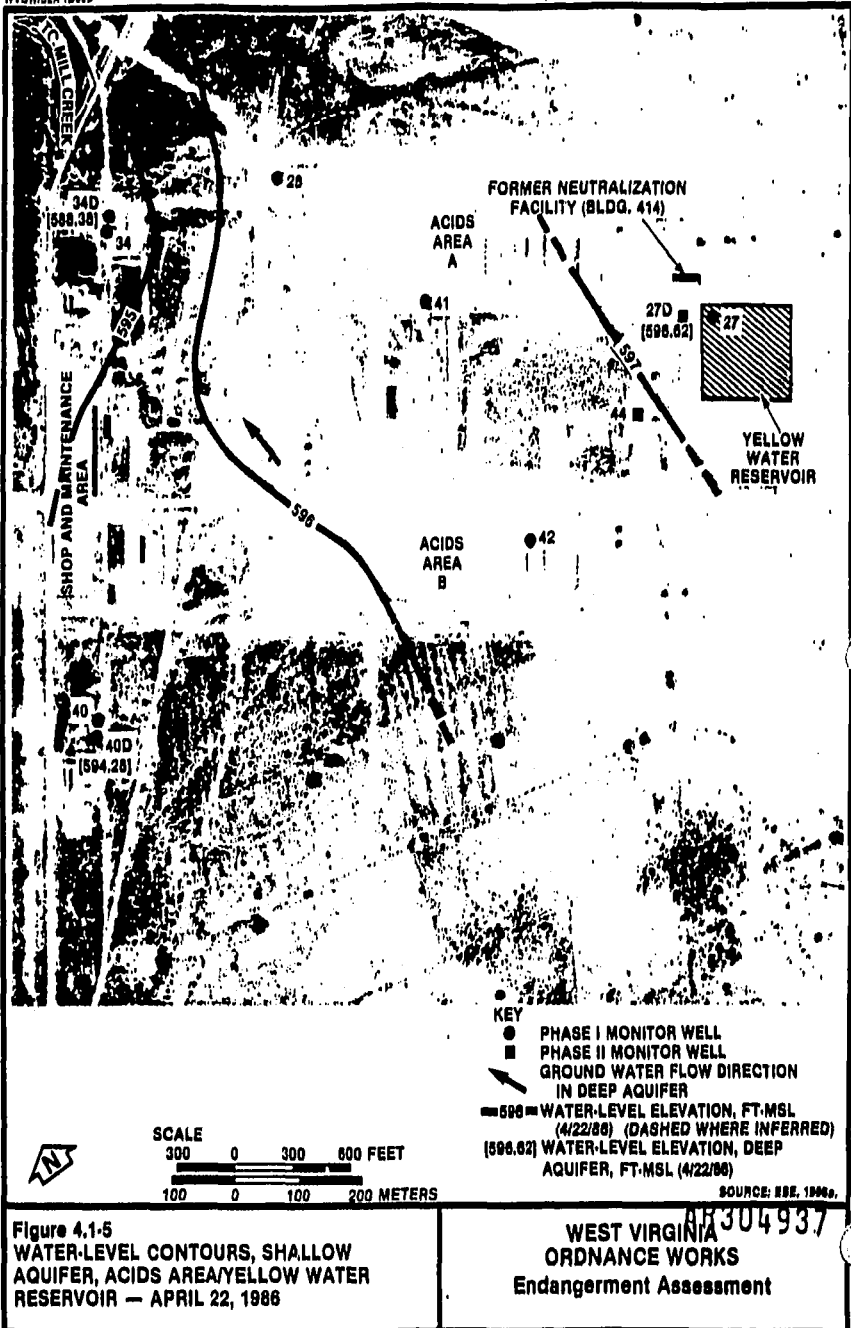 TO MILL CREEK
28
34D
[588.38]
34
FORMER NEUTRALIZATION
FACILITY (BLDG. 414)
ACIDS
AREA
A
41
27D
[596.62]
27
595
597
44
SHOP AND MAINTENANCE
AREA
YELLOW
WATER
RESERVOIR
596
ACIDS
AREA
B
42
40
40D
[594.28]
KEY
PHASE I MONITOR WELL
PHASE II MONITOR WELL
GROUND WATER FLOW DIRECTION
IN DEEP AQUIFER
596 WATER-LEVEL ELEVATION, FT-MSL
(4/22/86) (DASHED WHERE INFERRED)
[596.62] WATER-LEVEL ELEVATION, DEEP
AQUIFER, FT-MSL (4/22/86)
N
SCALE
300 0 300 600 FEET
100 0 100 200 METERS
SOURCE: ESE, 1986a.
AR304937
Figure 4.1-5
WATER-LEVEL CONTOURS, SHALLOW
AQUIFER, ACIDS AREA/YELLOW WATER
RESERVOIR — APRIL 22, 1986
WEST VIRGINIA
ORDNANCE WORKS
Endangerment Assessment